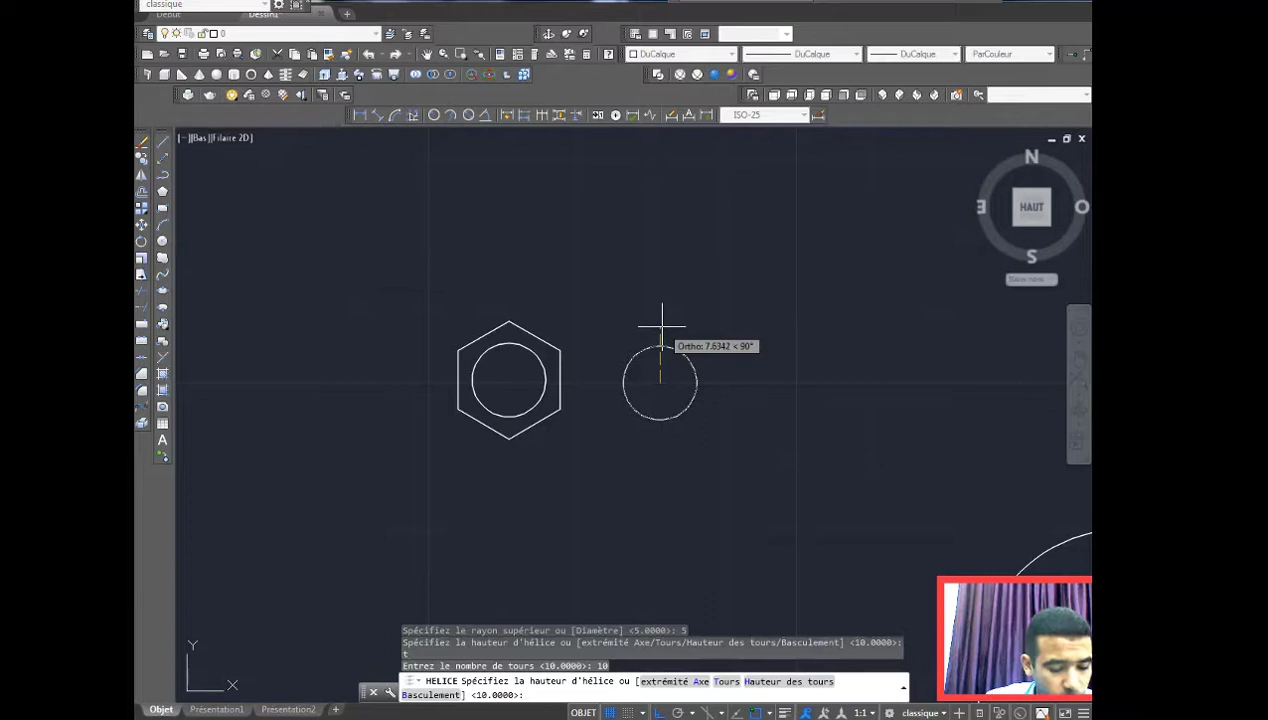 classique
Début
Dessin1*
0
DuCalque
DuCalque
DuCalque
ParCouleur
ISO-25
[−][Bas][Filaire 2D]
N
E
HAUT
O
S
Ortho: 7.6342 < 90°
Y
X
Spécifiez le rayon supérieur ou [Diamètre] <5.0000>: 5
Spécifiez la hauteur d'hélice ou [extrémité Axe/Tours/Hauteur des tours/Basculement] <10.0000>:
t
Entrez le nombre de tours <10.0000>: 10
HELICE Spécifiez la hauteur d'hélice ou [extrémité Axe Tours Hauteur des tours
Basculement] <10.0000>:
Objet
Présentation1
Présentation2
+
OBJET
1:1
classique